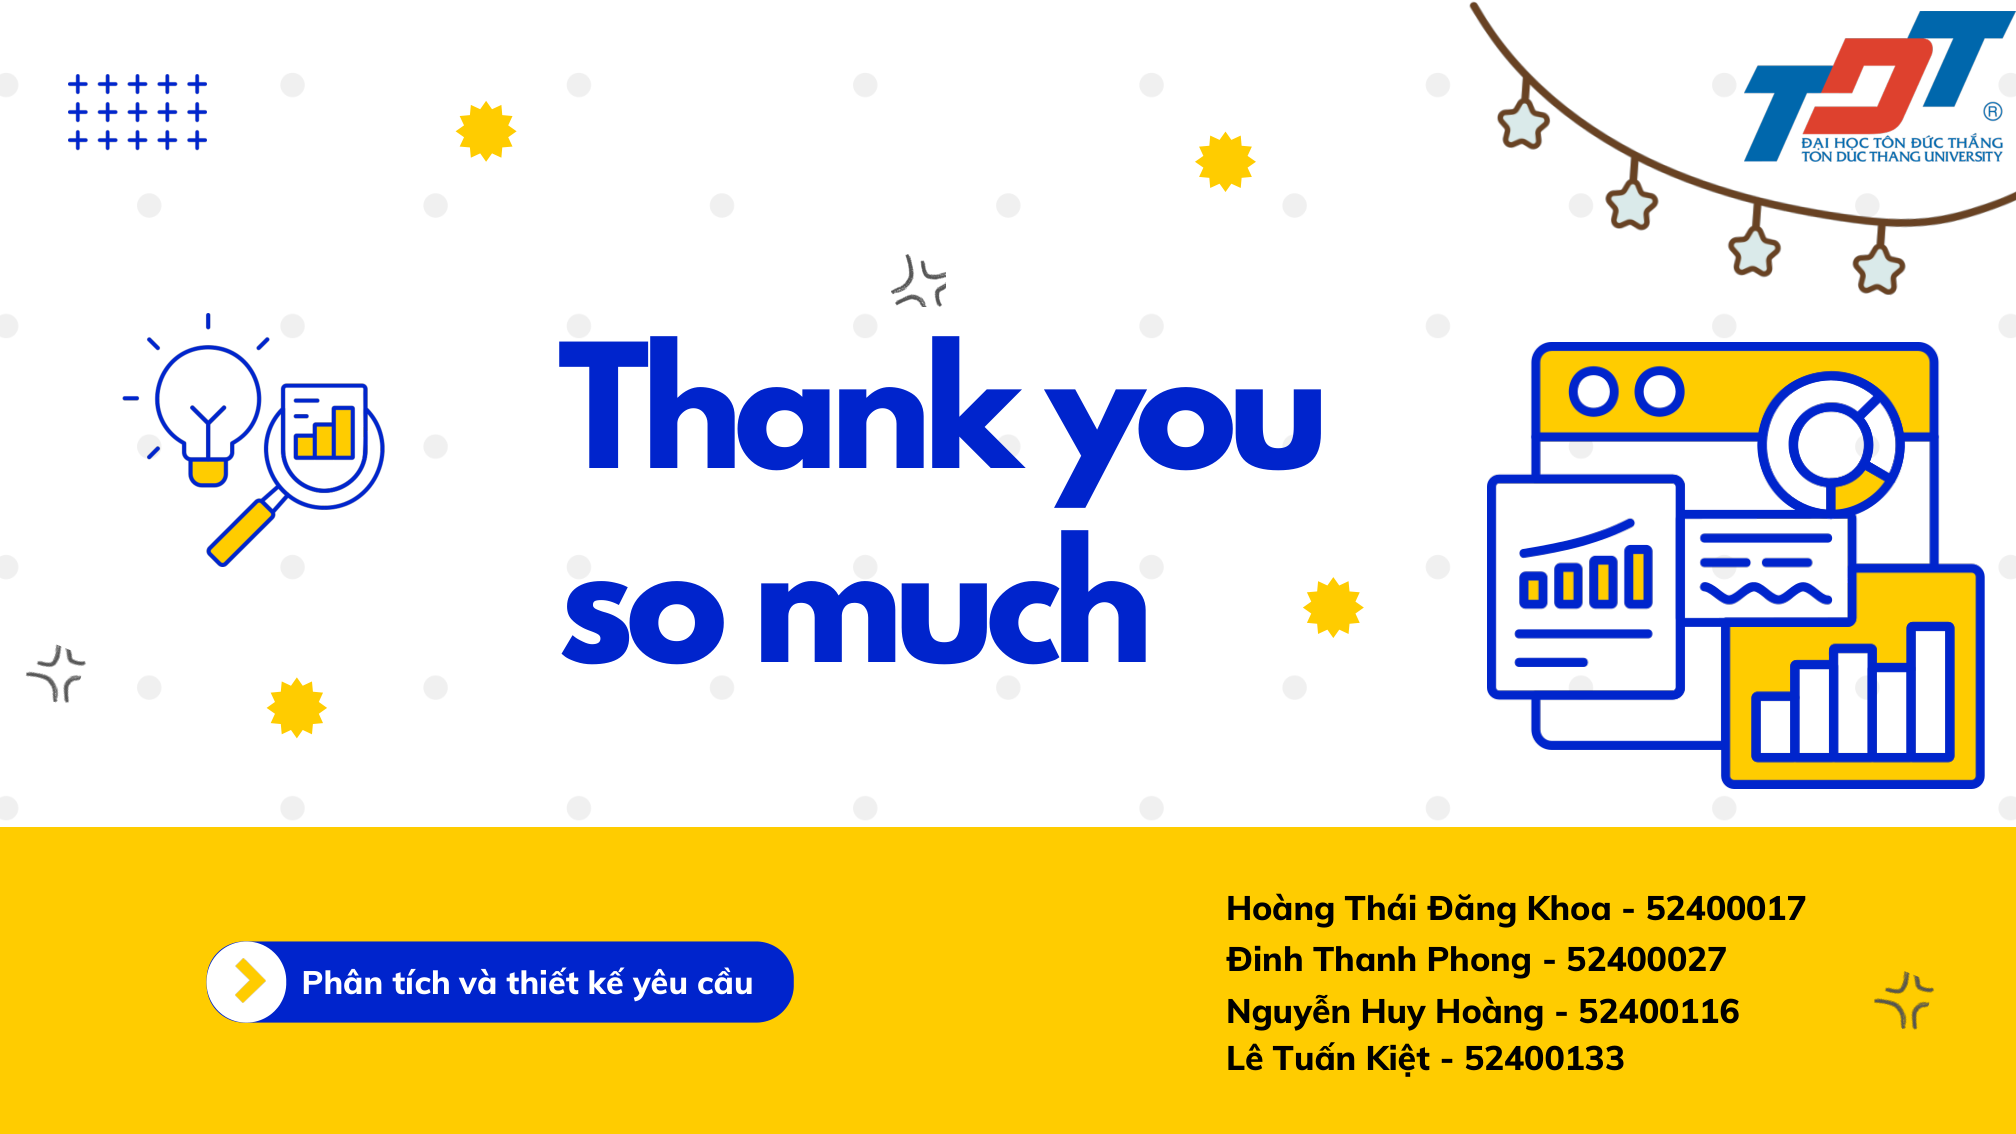 TDT
®
ĐẠI HỌC TÔN ĐỨC THẮNG
TON DUC THANG UNIVERSITY
Thank you
so much
Phân tích và thiết kế yêu cầu
Hoàng Thái Đăng Khoa - 52400017
Đinh Thanh Phong - 52400027
Nguyễn Huy Hoàng - 52400116
Lê Tuấn Kiệt - 52400133